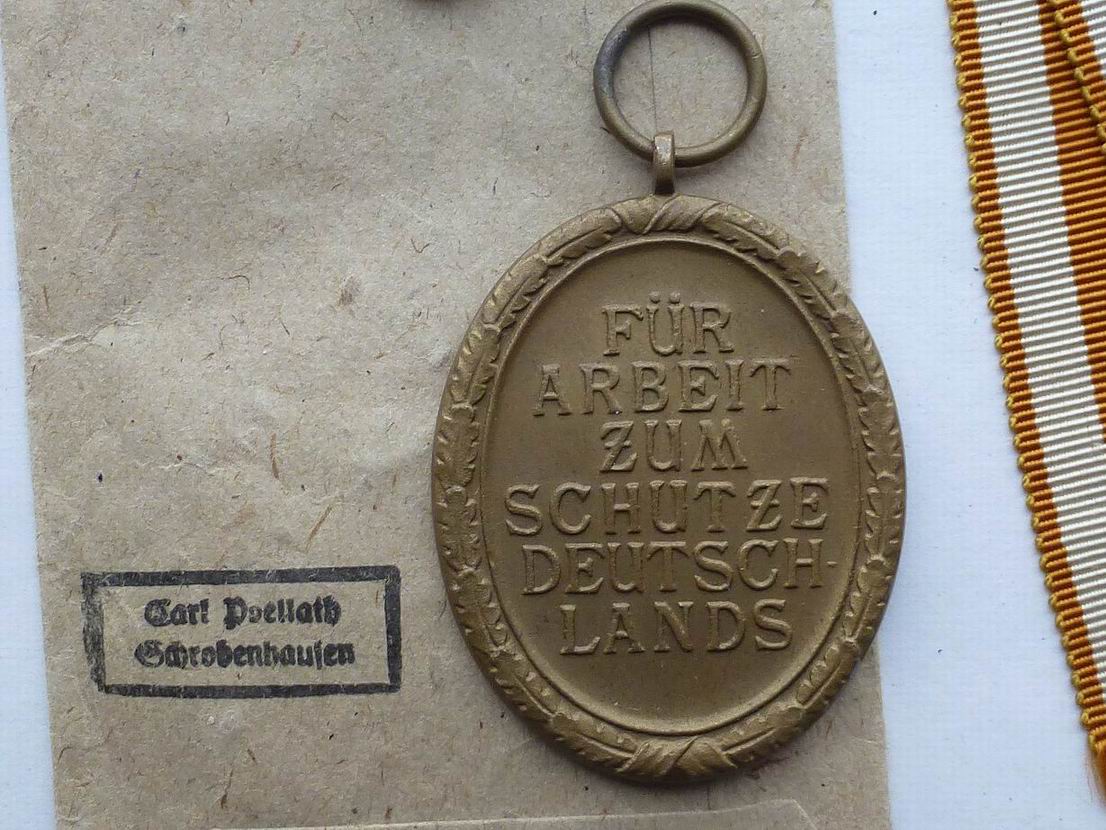 FÜR
ARBEIT
ZUM
SCHUTZE
DEUTSCH-
LANDS
Carl Poellath
Schrobenhausen